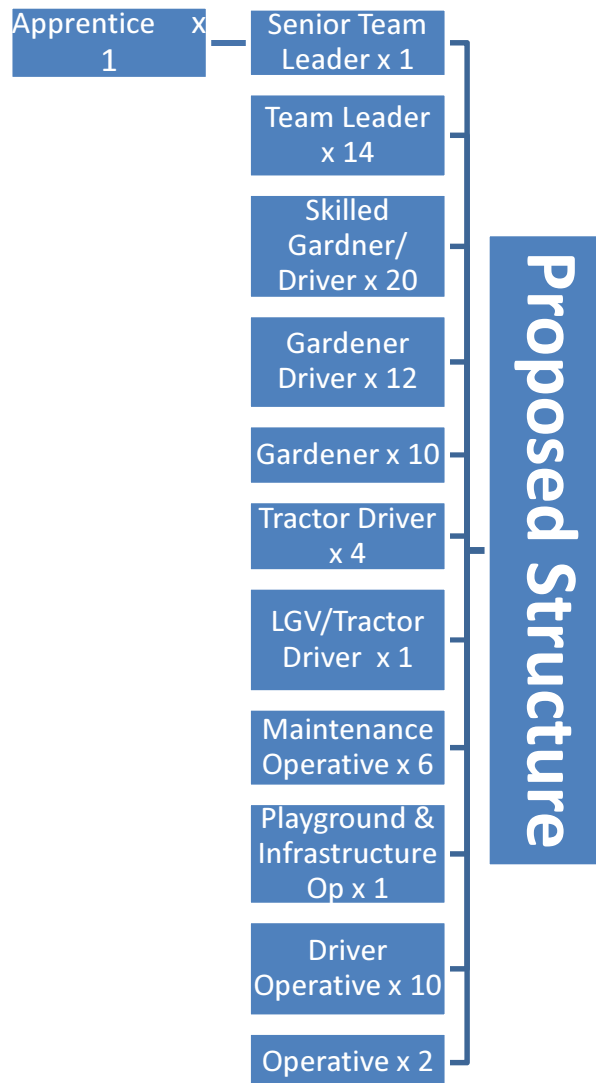 Apprentice x
1
Senior Team
Leader x 1
Team Leader
x 14
Skilled
Gardner/
Driver x 20
Gardener
Driver x 12
Gardener x 10
Tractor Driver
x 4
LGV/Tractor
Driver x 1
Maintenance
Operative x 6
Playground &
Infrastructure
Op x 1
Driver
Operative x 10
Operative x 2
Proposed Structure